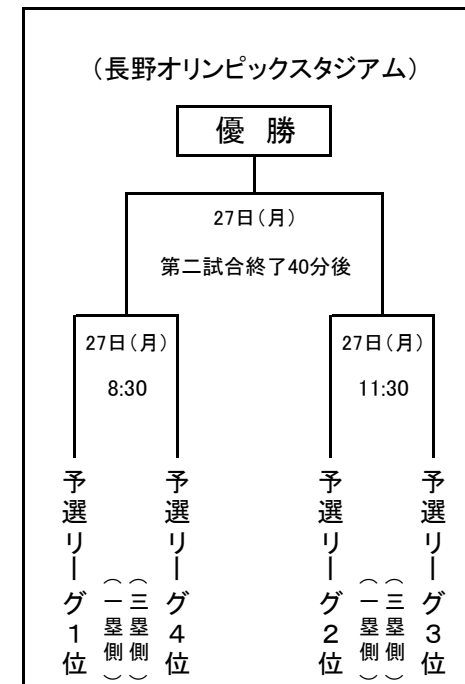 （長野オリンピックスタジアム）
優 勝
27日（月）
第二試合終了40分後
27日（月）
8:30
27日（月）
11:30
予選リーグ１位
（一塁側）
（三塁側）
予選リーグ４位
予選リーグ２位
（一塁側）
（三塁側）
予選リーグ３位